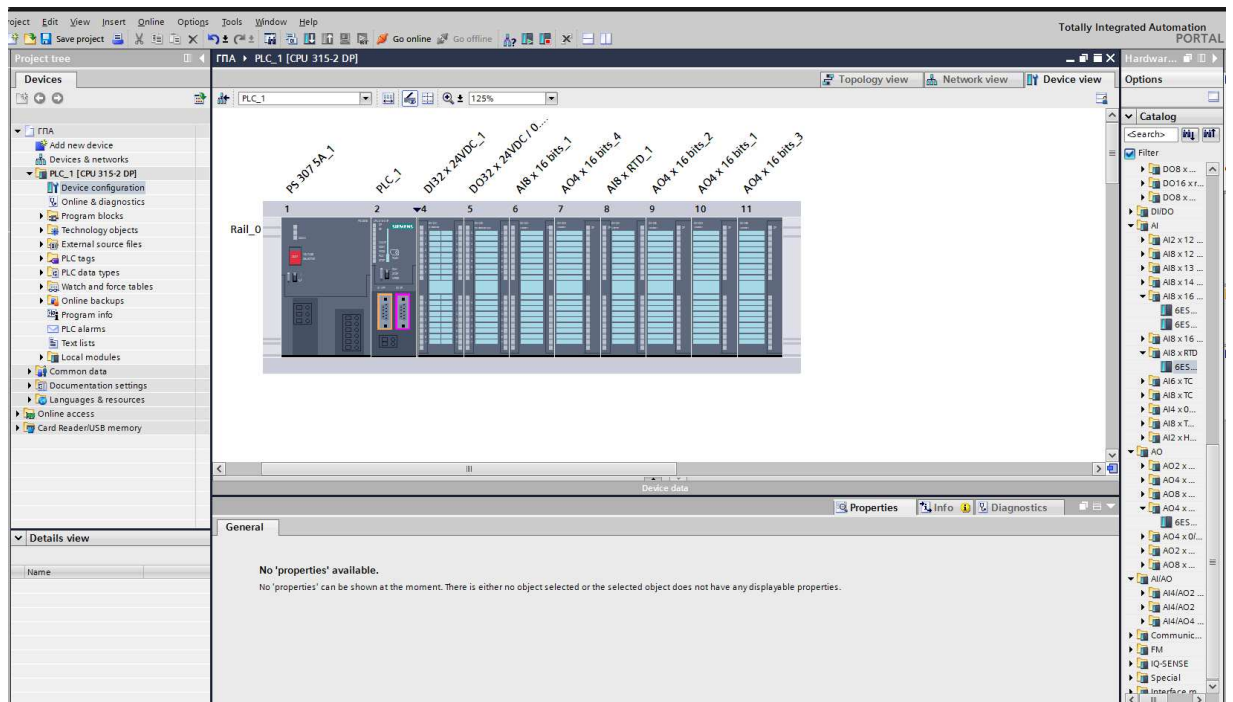 oject Edit View Insert Online Options Tools Window Help
Totally Integrated Automation
PORTAL
Save project
Go online
Go offline
Project tree
ГПА ▸ PLC_1 [CPU 315-2 DP]
Hardwar...
Devices
Topology view
Network view
Device view
Options
PLC_1
125%
ГПА
Add new device
Devices & networks
PLC_1 [CPU 315-2 DP]
Device configuration
Online & diagnostics
Program blocks
Technology objects
External source files
PLC tags
PLC data types
Watch and force tables
Online backups
Program info
PLC alarms
Text lists
Local modules
Common data
Documentation settings
Languages & resources
Online access
Card Reader/USB memory
Details view
Name
PS 307 5A_1
PLC_1
DI32 x 24VDC_1
DO32 x 24VDC / 0....
AI8 x 16 bits_1
AO4 x 16 bits_4
AI8 x RTD_1
AO4 x 16 bits_2
AO4 x 16 bits_1
AO4 x 16 bits_3
1 2 4 5 6 7 8 9 10 11
Rail_0
SIEMENS
Device data
Properties
Info
Diagnostics
General
No 'properties' available.
No 'properties' can be shown at the moment. There is either no object selected or the selected object does not have any displayable properties.
Catalog
<Search>
Filter
DO8 x ...
DO16 x r...
DO8 x ...
DI/DO
AI
AI2 x 12 ...
AI8 x 12 ...
AI8 x 13 ...
AI8 x 14 ...
AI8 x 16 ...
6ES...
6ES...
AI8 x 16 ...
AI8 x RTD
6ES...
AI6 x TC
AI8 x TC
AI4 x 0...
AI8 x T...
AI2 x H...
AO
AO2 x ...
AO4 x ...
AO8 x ...
AO4 x ...
6ES...
AO4 x 0/...
AO2 x ...
AO8 x ...
AI/AO
AI4/AO2 ...
AI4/AO2
AI4/AO4 ...
Communic...
FM
IQ-SENSE
Special
Interface m...